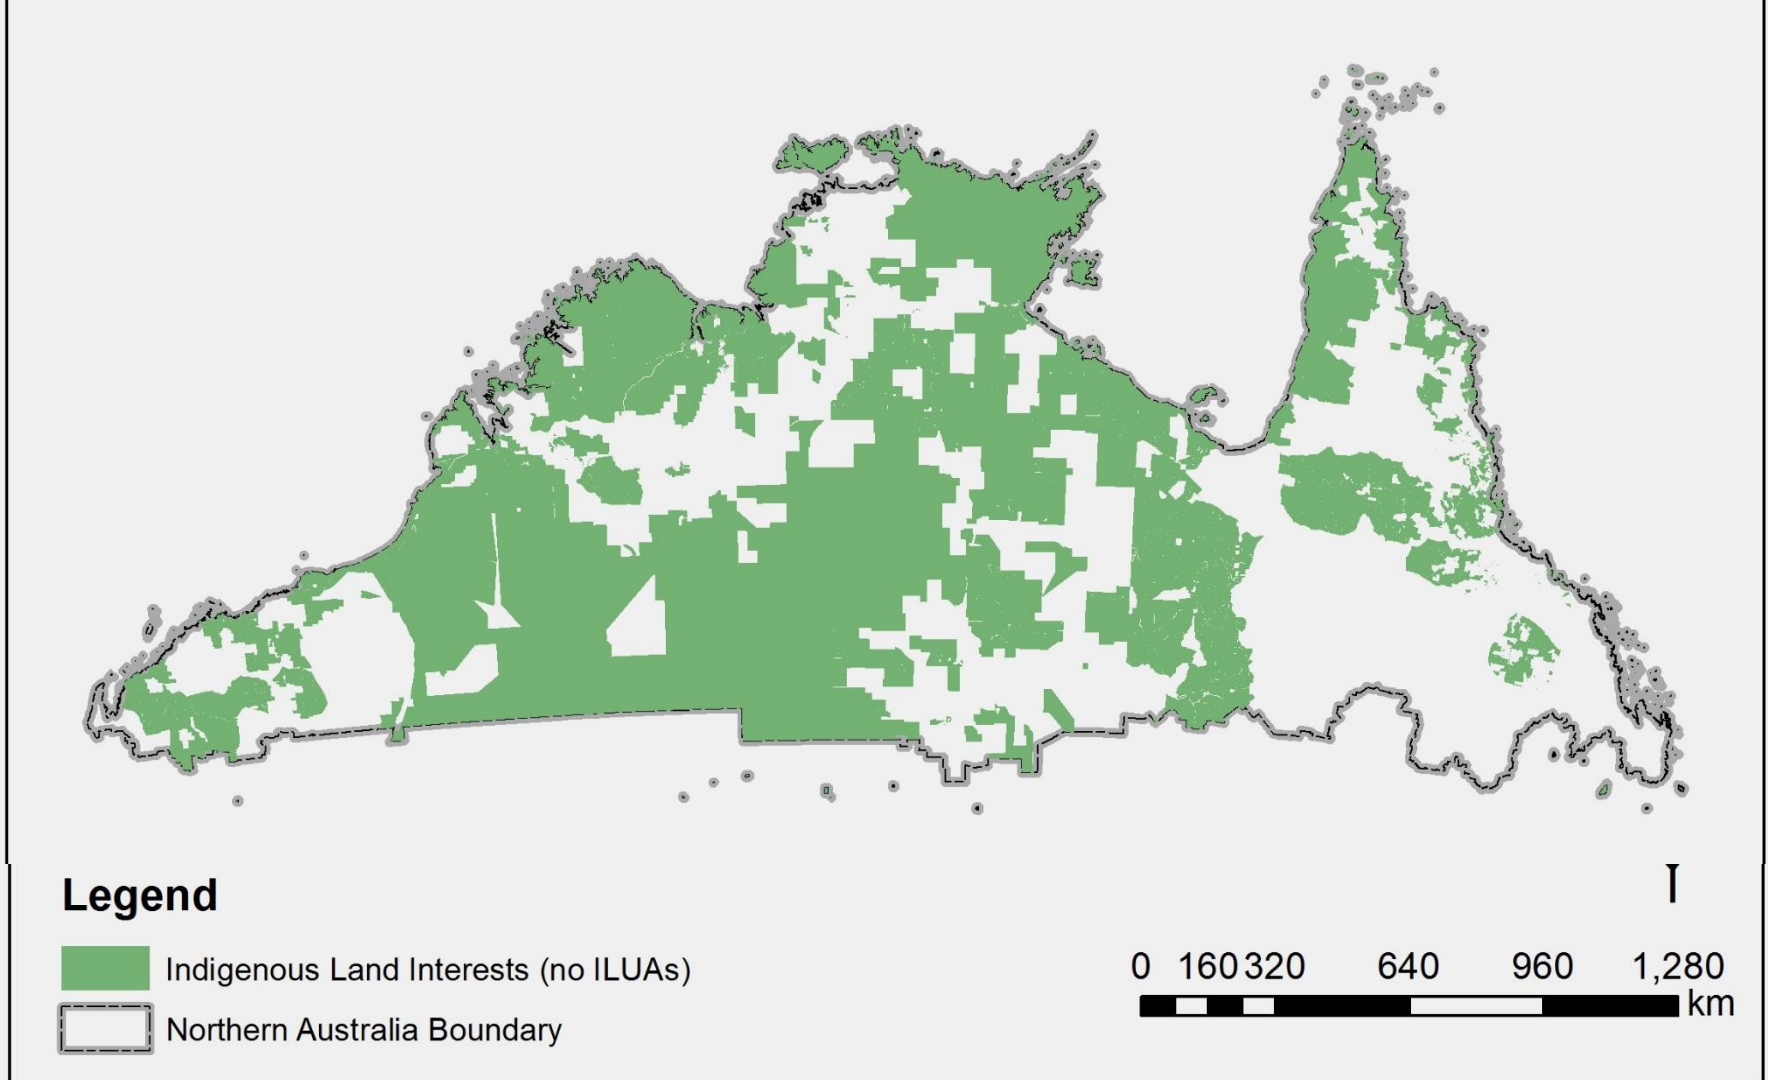 Legend
Indigenous Land Interests (no ILUAs)
Northern Australia Boundary
0 160 320 640 960 1,280
km